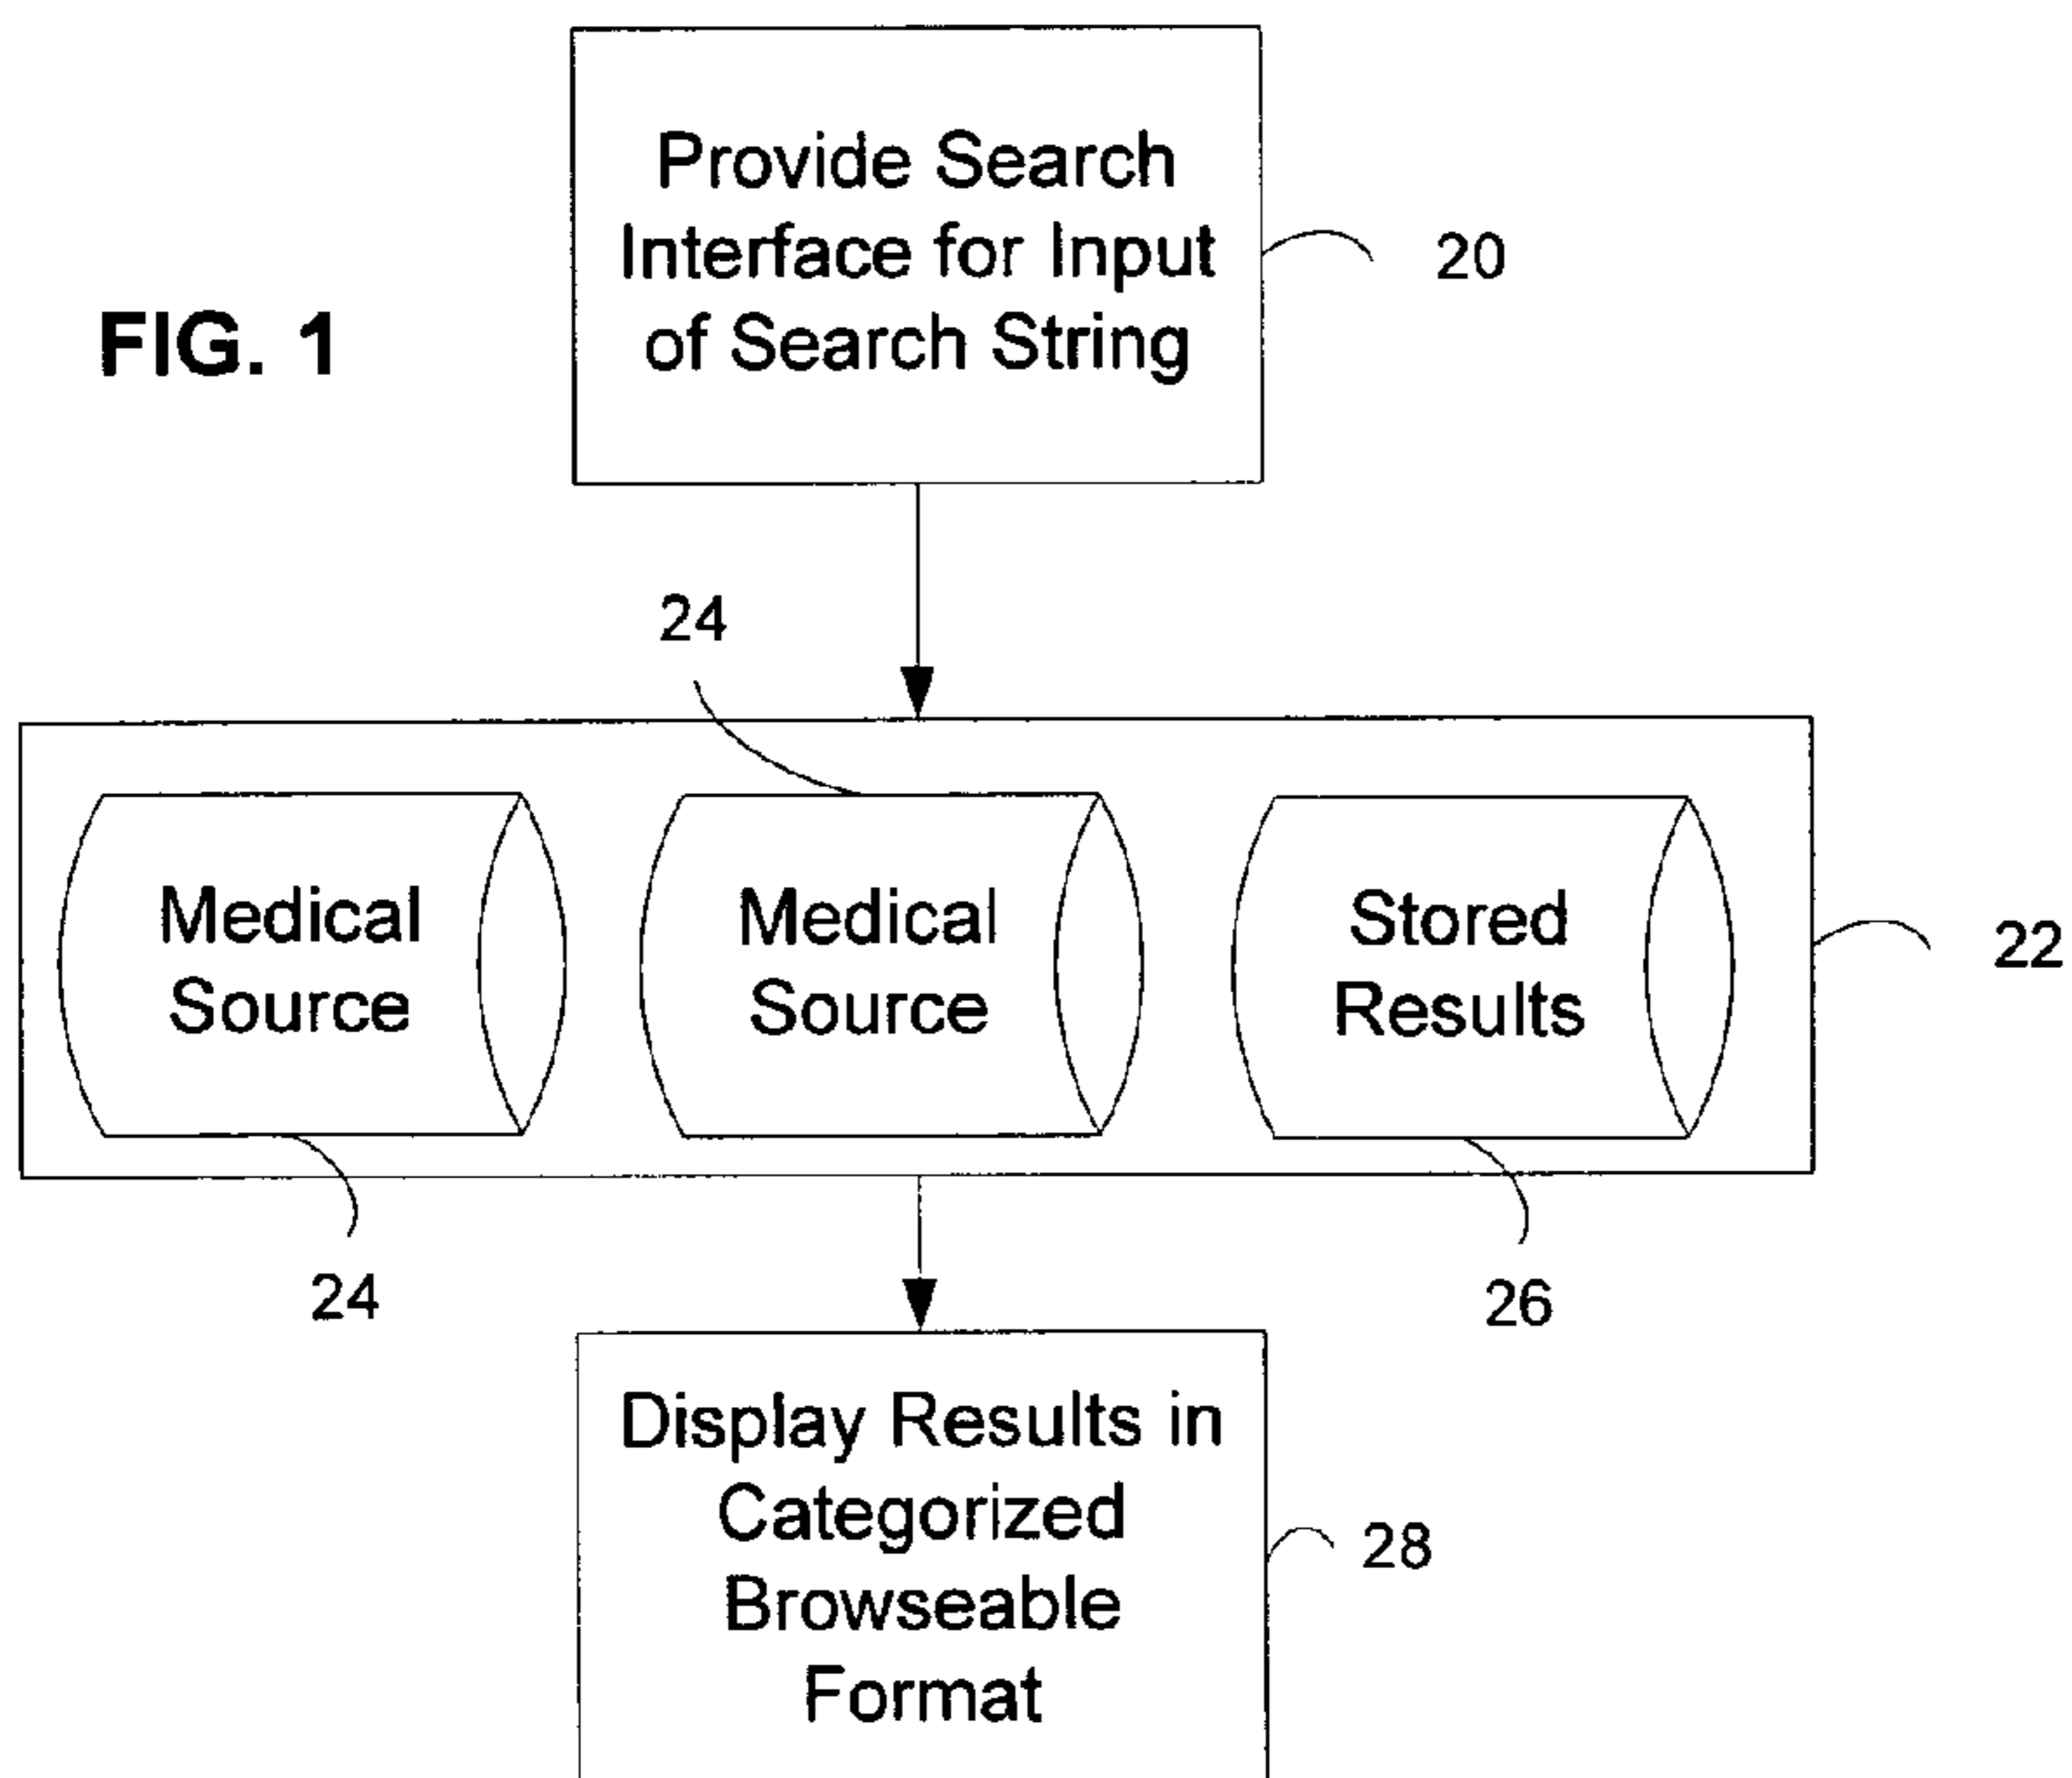 Provide Search
Interface for Input
of Search String
20
FIG. 1
24
Medical
Source
Medical
Source
Stored
Results
22
24
26
Display Results in
Categorized
Browseable
Format
28